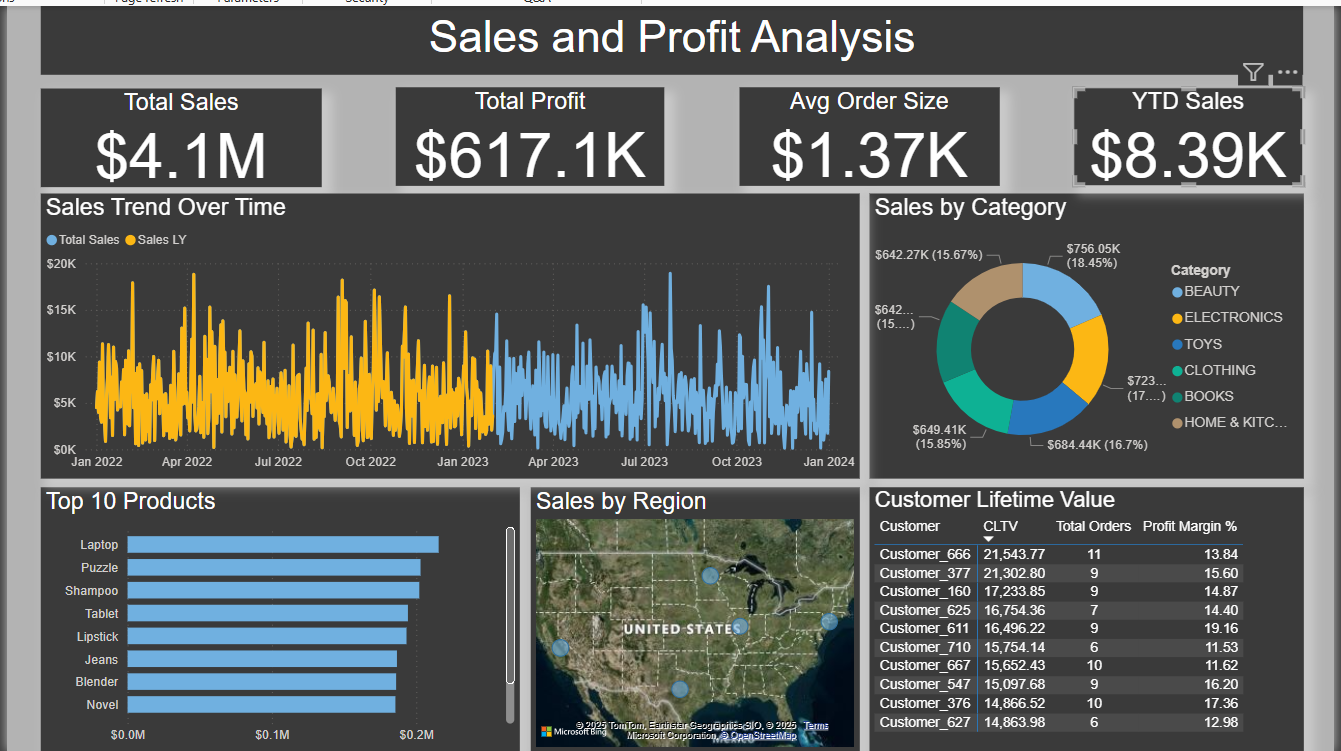 Page refresh Parameters Security Q&A
Sales and Profit Analysis
Total Sales
$4.1M
Total Profit
$617.1K
Avg Order Size
$1.37K
YTD Sales
$8.39K
Sales Trend Over Time
Total Sales Sales LY
$20K
$15K
$10K
$5K
$0K
Jan 2022 Apr 2022 Jul 2022 Oct 2022 Jan 2023 Apr 2023 Jul 2023 Oct 2023 Jan 2024
Sales by Category
$642.27K (15.67%)
$756.05K
(18.45%)
$642...
(15....)
$723...
(17....)
$649.41K
(15.85%)
$684.44K (16.7%)
Category
BEAUTY
ELECTRONICS
TOYS
CLOTHING
BOOKS
HOME & KITC...
Top 10 Products
Laptop
Puzzle
Shampoo
Tablet
Lipstick
Jeans
Blender
Novel
$0.0M $0.1M $0.2M
Sales by Region
UNITED STATES
Microsoft Bing
© 2025 TomTom, Earthstar Geographics SIO, © 2025 Terms
Microsoft Corporation, © OpenStreetMap
Customer Lifetime Value
Customer CLTV Total Orders Profit Margin %
Customer_666 21,543.77 11 13.84
Customer_377 21,302.80 9 15.60
Customer_160 17,233.85 9 14.87
Customer_625 16,754.36 7 14.40
Customer_611 16,496.22 9 19.16
Customer_710 15,754.14 6 11.53
Customer_667 15,652.43 10 11.62
Customer_547 15,097.68 9 16.20
Customer_376 14,866.52 10 17.36
Customer_627 14,863.98 6 12.98